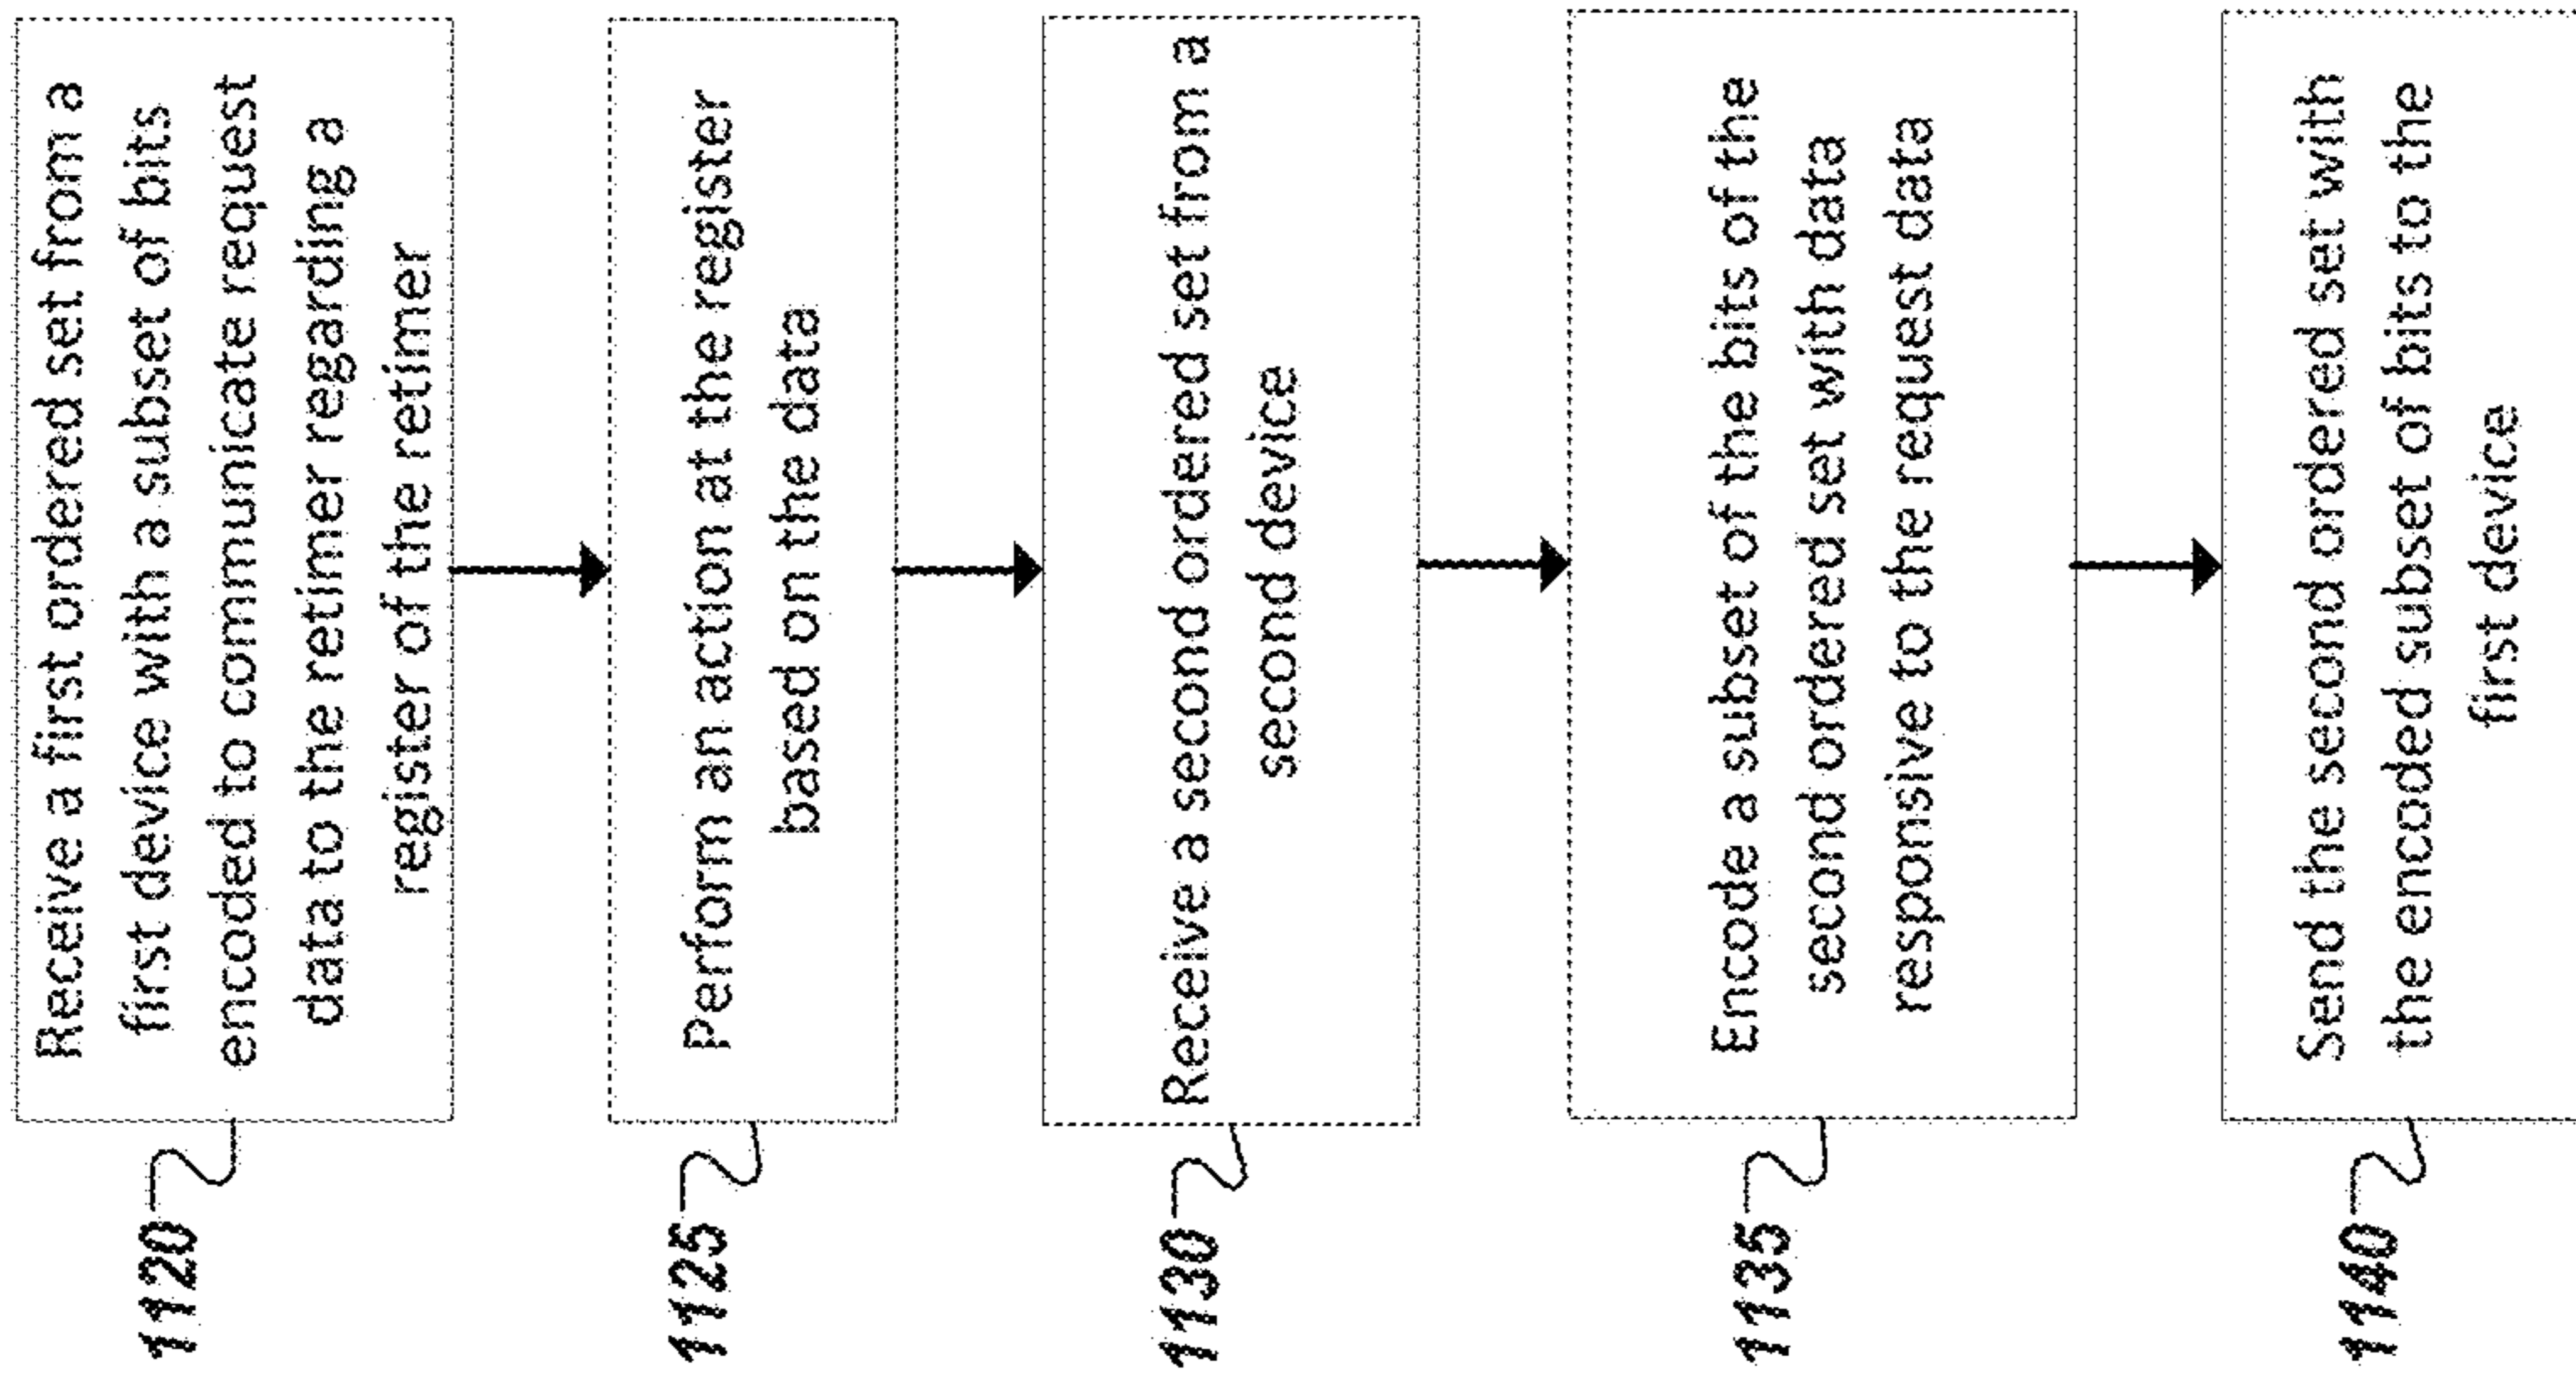 1120
Receive a first ordered set from a
first device with a subset of bits
encoded to communicate request
data to the retimer regarding a
register of the retimer
1125
Perform an action at the register
based on the data
1130
Receive a second ordered set from a
second device
1135
Encode a subset of the bits of the
second ordered set with data
responsive to the request data
1140
Send the second ordered set with
the encoded subset of bits to the
first device